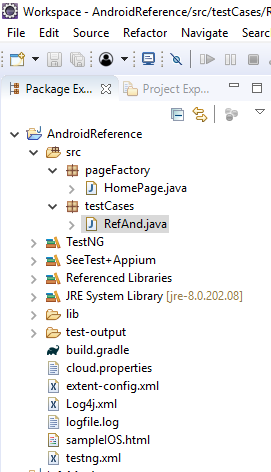 Workspace - AndroidReference/src/testCases/R
File Edit Source Refactor Navigate Search
Package Ex... Project Exp...
AndroidReference
src
pageFactory
HomePage.java
testCases
RefAnd.java
TestNG
SeeTest+Appium
Referenced Libraries
JRE System Library [jre-8.0.202.08]
lib
test-output
build.gradle
cloud.properties
extent-config.xml
Log4j.xml
logfile.log
sampleIOS.html
testng.xml